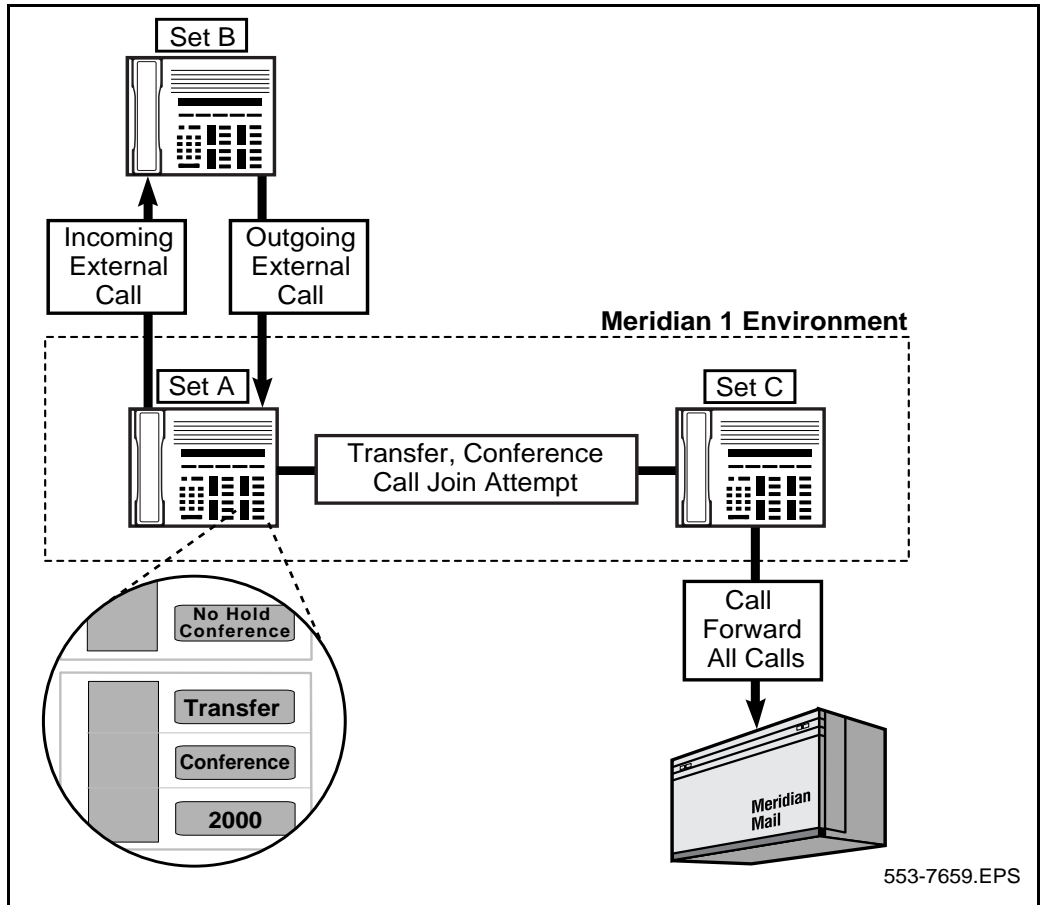 Set B
Incoming
External
Call
Outgoing
External
Call
Meridian 1 Environment
Set A
Set C
Transfer, Conference
Call Join Attempt
No Hold
Conference
Transfer
Conference
2000
Call
Forward
All Calls
Meridian
Mail
553-7659.EPS